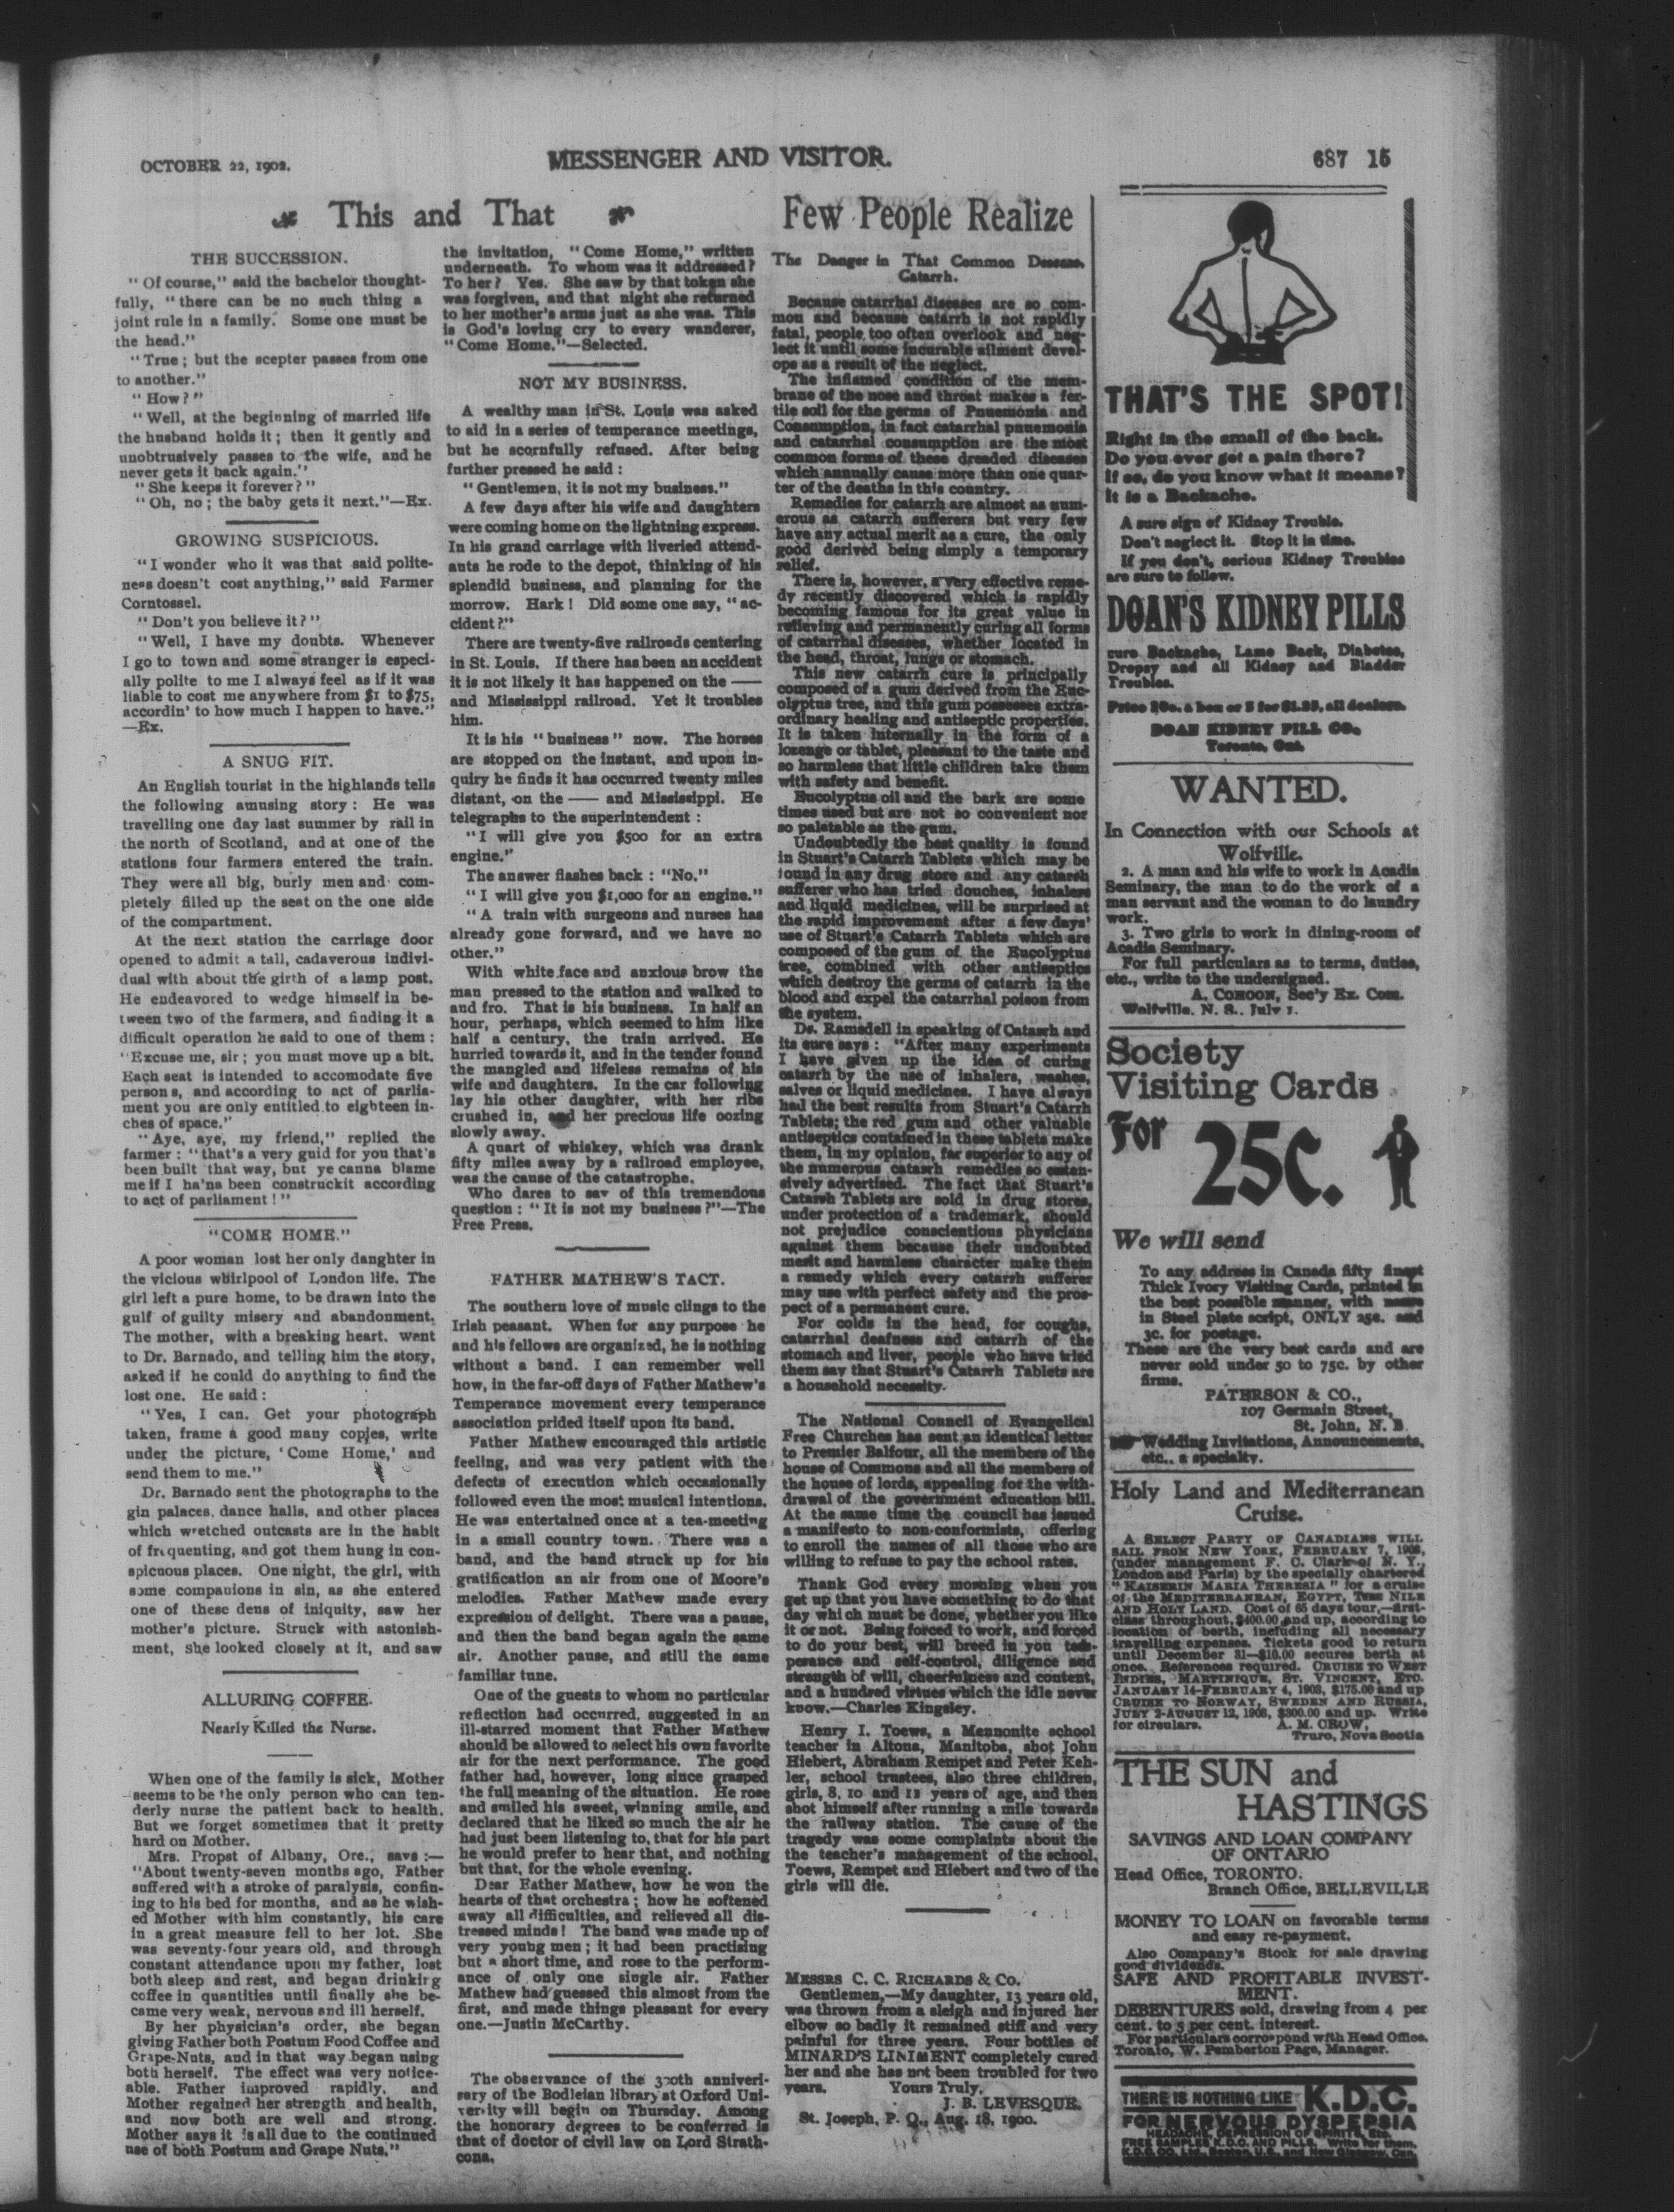 OCTOBER 22, 1902.
MESSENGER AND VISITOR.
687 15
This and That
THE SUCCESSION.
"Of course," said the bachelor thought-
fully, "there can be no such thing a
joint rule in a family. Some one must be
the head."
"True; but the scepter passes from one
to another."
"How?"
"Well, at the beginning of married life
the husband holds it; then it gently and
unobtrusively passes to the wife, and he
never gets it back again."
"She keeps it forever?"
"Oh, no; the baby gets it next."—Ex.
GROWING SUSPICIOUS.
"I wonder who it was that said polite-
ness doesn't cost anything," said Farmer
Corntossel.
"Don't you believe it?"
"Well, I have my doubts. Whenever
I go to town and some stranger is especi-
ally polite to me I always feel as if it was
liable to cost me anywhere from $1 to $75,
accordin' to how much I happen to have."
—Ex.
A SNUG FIT.
An English tourist in the highlands tells
the following amusing story: He was
travelling one day last summer by rail in
the north of Scotland, and at one of the
stations four farmers entered the train.
They were all big, burly men and com-
pletely filled up the seat on the one side
of the compartment.
At the next station the carriage door
opened to admit a tall, cadaverous indivi-
dual with about the girth of a lamp post.
He endeavored to wedge himself in be-
tween two of the farmers, and finding it a
difficult operation he said to one of them:
"Excuse me, sir; you must move up a bit.
Each seat is intended to accomodate five
persons, and according to act of parlia-
ment you are only entitled to eighteen in-
ches of space."
"Aye, aye, my friend," replied the
farmer: "that's a very guid for you that's
been built that way, but ye canna blame
me if I ha'na been construckit according
to act of parliament!"
"COME HOME."
A poor woman lost her only danghter in
the vicious whirlpool of London life. The
girl left a pure home, to be drawn into the
gulf of guilty misery and abandonment.
The mother, with a breaking heart, went
to Dr. Barnado, and telling him the story,
asked if he could do anything to find the
lost one. He said:
"Yes, I can. Get your photograph
taken, frame a good many copies, write
under the picture, 'Come Home,' and
send them to me."
Dr. Barnado sent the photographs to the
gin palaces, dance halls, and other places
which wretched outcasts are in the habit
of frequenting, and got them hung in con-
spicuous places. One night, the girl, with
some companions in sin, as she entered
one of these dens of iniquity, saw her
mother's picture. Struck with astonish-
ment, she looked closely at it, and saw
ALLURING COFFEE.
Nearly Killed the Nurse.
When one of the family is sick, Mother
seems to be the only person who can ten-
derly nurse the patient back to health.
But we forget sometimes that it pretty
hard on Mother.
Mrs. Propst of Albany, Ore., says:—
"About twenty-seven months ago, Father
suffered with a stroke of paralysis, confin-
ing to his bed for months, and as he wish-
ed Mother with him constantly, his care
in a great measure fell to her lot. She
was seventy-four years old, and through
constant attendance upon my father, lost
both sleep and rest, and began drinking
coffee in quantities until finally she be-
came very weak, nervous and ill herself.
By her physician's order, she began
giving Father both Postum Food Coffee and
Grape-Nuts, and in that way began using
both herself. The effect was very notice-
able. Father improved rapidly, and
Mother regained her strength and health,
and now both are well and strong.
Mother says it is all due to the continued
use of both Postum and Grape Nuts."
the invitation, "Come Home," written
underneath. To whom was it addressed?
To her? Yes. She saw by that token she
was forgiven, and that night she returned
to her mother's arms just as she was. This
is God's loving cry to every wanderer,
"Come Home."—Selected.
NOT MY BUSINESS.
A wealthy man in St. Louis was asked
to aid in a series of temperance meetings,
but he scornfully refused. After being
further pressed he said:
"Gentlemen, it is not my business."
A few days after his wife and daughters
were coming home on the lightning express.
In his grand carriage with liveried attend-
ants he rode to the depot, thinking of his
splendid business, and planning for the
morrow. Hark! Did some one say, "ac-
cident?"
There are twenty-five railroads centering
in St. Louis. If there has been an accident
it is not likely it has happened on the ——
and Mississippi railroad. Yet it troubles
him.
It is his "business" now. The horses
are stopped on the instant, and upon in-
quiry he finds it has occurred twenty miles
distant, on the —— and Mississippi. He
telegraphs to the superintendent:
"I will give you $500 for an extra
engine."
The answer flashes back: "No."
"I will give you $1,000 for an engine."
"A train with surgeons and nurses has
already gone forward, and we have no
other."
With white face and anxious brow the
man pressed to the station and walked to
and fro. That is his business. In half an
hour, perhaps, which seemed to him like
half a century, the train arrived. He
hurried towards it, and in the tender found
the mangled and lifeless remains of his
wife and daughters. In the car following
lay his other daughter, with her ribs
crushed in, and her precious life oozing
slowly away.
A quart of whiskey, which was drank
fifty miles away by a railroad employee,
was the cause of the catastrophe.
Who dares to say of this tremendous
question: "It is not my business?"—The
Free Press.
FATHER MATHEW'S TACT.
The southern love of music clings to the
Irish peasant. When for any purpose he
and his fellows are organized, he is nothing
without a band. I can remember well
how, in the far-off days of Father Mathew's
Temperance movement every temperance
association prided itself upon its band.
Father Mathew encouraged this artistic
feeling, and was very patient with the
defects of execution which occasionally
followed even the most musical intentions.
He was entertained once at a tea-meeting
in a small country town. There was a
band, and the band struck up for his
gratification an air from one of Moore's
melodies. Father Mathew made every
expression of delight. There was a pause,
and then the band began again the same
air. Another pause, and still the same
familiar tune.
One of the guests to whom no particular
reflection had occurred, suggested in an
ill-starred moment that Father Mathew
should be allowed to select his own favorite
air for the next performance. The good
father had, however, long since grasped
the full meaning of the situation. He rose
and smiled his sweet, winning smile, and
declared that he liked so much the air he
had just been listening to, that for his part
he would prefer to hear that, and nothing
but that, for the whole evening.
Dear Father Mathew, how he won the
hearts of that orchestra; how he softened
away all difficulties, and relieved all dis-
tressed minds! The band was made up of
very young men; it had been practising
but a short time, and rose to the perform-
ance of only one single air. Father
Mathew had guessed this almost from the
first, and made things pleasant for every
one.—Justin McCarthy.
The observance of the 300th anniver-
sary of the Bodleian library at Oxford Uni-
versity will begin on Thursday. Among
the honorary degrees to be conferred is
that of doctor of civil law on Lord Strath-
cona.
Few People Realize
The Danger in That Common Desease,
Catarrh.
Because catarrhal diseases are so com-
mon and because catarrh is not rapidly
fatal, people too often overlook and neg-
lect it until some incurable ailment devel-
ops as a result of the neglect.
The inflamed condition of the mem-
brane of the nose and throat makes a fer-
tile soil for the germs of Pnuemonia and
Consumption, in fact catarrhal pnuemonia
and catarrhal consumption are the most
common forms of these dreaded diseases
which annually cause more than one quar-
ter of the deaths in this country.
Remedies for catarrh are almost as num-
erous as catarrh sufferers but very few
have any actual merit as a cure, the only
good derived being simply a temporary
relief.
There is, however, a very effective reme-
dy recently discovered which is rapidly
becoming famous for its great value in
relieving and permanently curing all forms
of catarrhal diseases, whether located in
the head, throat, lungs or stomach.
This new catarrh cure is principally
composed of a gum derived from the Euc-
olyptus tree, and this gum possesses extra-
ordinary healing and antiseptic properties.
It is taken internally in the form of a
lozenge or tablet, pleasant to the taste and
so harmless that little children take them
with safety and benefit.
Eucolyptus oil and the bark are some
times used but are not so convenient nor
so palatable as the gum.
Undoubtedly the best quality is found
in Stuart's Catarrh Tablets which may be
found in any drug store and any catarrh
sufferer who has tried douches, inhalers
and liquid medicines, will be surprised at
the rapid improvement after a few days'
use of Stuart's Catarrh Tablets which are
composed of the gum of the Eucolyptus
tree, combined with other antiseptics
which destroy the germs of catarrh in the
blood and expel the catarrhal poison from
the system.
Dr. Ramsdell in speaking of Catarrh and
its cure says: "After many experiments
I have given up the idea of curing
catarrh by the use of inhalers, washes,
salves or liquid medicines. I have always
had the best results from Stuart's Catarrh
Tablets; the red gum and other valuable
antiseptics contained in these tablets make
them, in my opinion, far superior to any of
the numerous catarrh remedies so exten-
sively advertised. The fact that Stuart's
Catarrh Tablets are sold in drug stores,
under protection of a trademark, should
not prejudice conscientious physicians
against them because their undoubted
merit and harmless character make them
a remedy which every catarrh sufferer
may use with perfect safety and the pros-
pect of a permanent cure.
For colds in the head, for coughs,
catarrhal deafness and catarrh of the
stomach and liver, people who have tried
them say that Stuart's Catarrh Tablets are
a household necessity.
The National Council of Evangelical
Free Churches has sent an identical letter
to Premier Balfour, all the members of the
house of Commons and all the members of
the house of lords, appealing for the with-
drawal of the government education bill.
At the same time the council has issued
a manifesto to non-conformists, offering
to enroll the names of all those who are
willing to refuse to pay the school rates.
Thank God every morning when you
get up that you have something to do that
day which must be done, whether you like
it or not. Being forced to work, and forced
to do your best, will breed in you tem-
perance and self-control, diligence and
strength of will, cheerfulness and content,
and a hundred virtues which the idle never
know.—Charles Kingsley.
Henry I. Toews, a Mennonite school
teacher in Altona, Manitoba, shot John
Hiebert, Abraham Rempet and Peter Keh-
ler, school trustees, also three children,
girls, 8, 10 and 12 years of age, and then
shot himself after running a mile towards
the railway station. The cause of the
tragedy was some complaints about the
the teacher's management of the school.
Toews, Rempet and Hiebert and two of the
girls will die.
MESSRS C. C. RICHARDS & CO.
Gentlemen,—My daughter, 13 years old,
was thrown from a sleigh and injured her
elbow so badly it remained stiff and very
painful for three years. Four bottles of
MINARD'S LINIMENT completely cured
her and she has not been troubled for two
years. Yours Truly,
J. B. LEVESQUE.
St. Joseph, P. Q., Aug. 18, 1900.
THAT'S THE SPOT!
Right in the small of the back.
Do you ever get a pain there?
If so, do you know what it means?
It is a Backache.
A sure sign of Kidney Trouble.
Don't neglect it. Stop it in time.
If you don't, serious Kidney Troubles
are sure to follow.
DOAN'S KIDNEY PILLS
cure Backache, Lame Back, Diabetes,
Dropsy and all Kidney and Bladder
Troubles.
Price 50c. a box or 3 for $1.25, all dealers.
DOAN KIDNEY PILL CO.
Toronto, Ont.
WANTED.
In Connection with our Schools at
Wolfville.
2. A man and his wife to work in Acadia
Seminary, the man to do the work of a
man servant and the woman to do laundry
work.
3. Two girls to work in dining-room of
Acadia Seminary.
For full particulars as to terms, duties,
etc., write to the undersigned.
A. COHOON, Sec'y Ex. Com.
Wolfville, N. S., July 1.
Society
Visiting Cards
For 25c.
We will send
To any address in Canada fifty finest
Thick Ivory Visiting Cards, printed in
the best possible manner, with name
in Steel plate script, ONLY 25c. and
3c. for postage.
These are the very best cards and are
never sold under 50 to 75c. by other
firms.
PATERSON & CO.,
107 Germain Street,
St. John, N. B.
Wedding Invitations, Announcements,
etc., a specialty.
Holy Land and Mediterranean
Cruise.
A SELECT PARTY OF CANADIANS WILL
SAIL FROM NEW YORK, FEBRUARY 7, 1903,
(under management F. C. Clark of N. Y.,
London and Paris) by the specially chartered
"KAISERIN MARIA THERESIA" for a cruise
of the MEDITERRANEAN, EGYPT, THE NILE
AND HOLY LAND. Cost of 65 days tour,—first-
class throughout, $400.00 and up, according to
location of berth, including all necessary
travelling expenses. Tickets good to return
until December 31—$10.00 secures berth at
once. References required. CRUISE TO WEST
INDIES, MARTINIQUE, ST. VINCENT, ETC.
JANUARY 14-FEBRUARY 4, 1903, $175.00 and up
CRUISE TO NORWAY, SWEDEN AND RUSSIA,
JULY 2-AUGUST 12, 1903, $300.00 and up. Write
for circulars. A. M. CROW,
Truro, Nova Scotia
THE SUN and
HASTINGS
SAVINGS AND LOAN COMPANY
OF ONTARIO
Head Office, TORONTO.
Branch Office, BELLEVILLE
MONEY TO LOAN on favorable terms
and easy re-payment.
Also Company's Stock for sale drawing
good dividends.
SAFE AND PROFITABLE INVEST-
MENT.
DEBENTURES sold, drawing from 4 per
cent. to 5 per cent. interest.
For particulars correspond with Head Office,
Toronto, W. Pemberton Page, Manager.
THERE IS NOTHING LIKE K.D.C.
FOR NERVOUS DYSPEPSIA
HEADACHE, DEPRESSION OF SPIRITS, Etc.
FREE SAMPLES K.D.C. AND PILLS. Write for them.
K.D.C. CO. Ltd., Boston, U.S., and New Glasgow, Can.